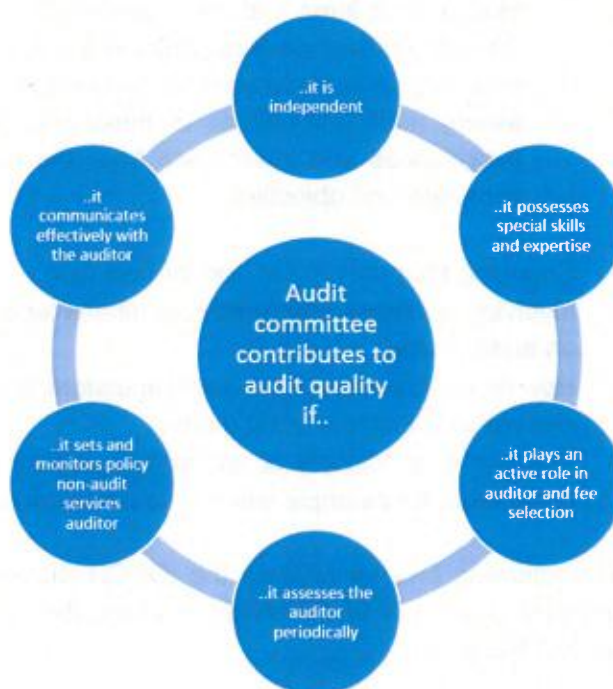 ..it is
independent
..it possesses
special skills
and expertise
..it plays an
active role in
auditor and fee
selection
..it assesses the
auditor
periodically
..it sets and
monitors policy
non-audit
services
auditor
..it
communicates
effectively with
the auditor
Audit
committee
contributes to
audit quality
if..